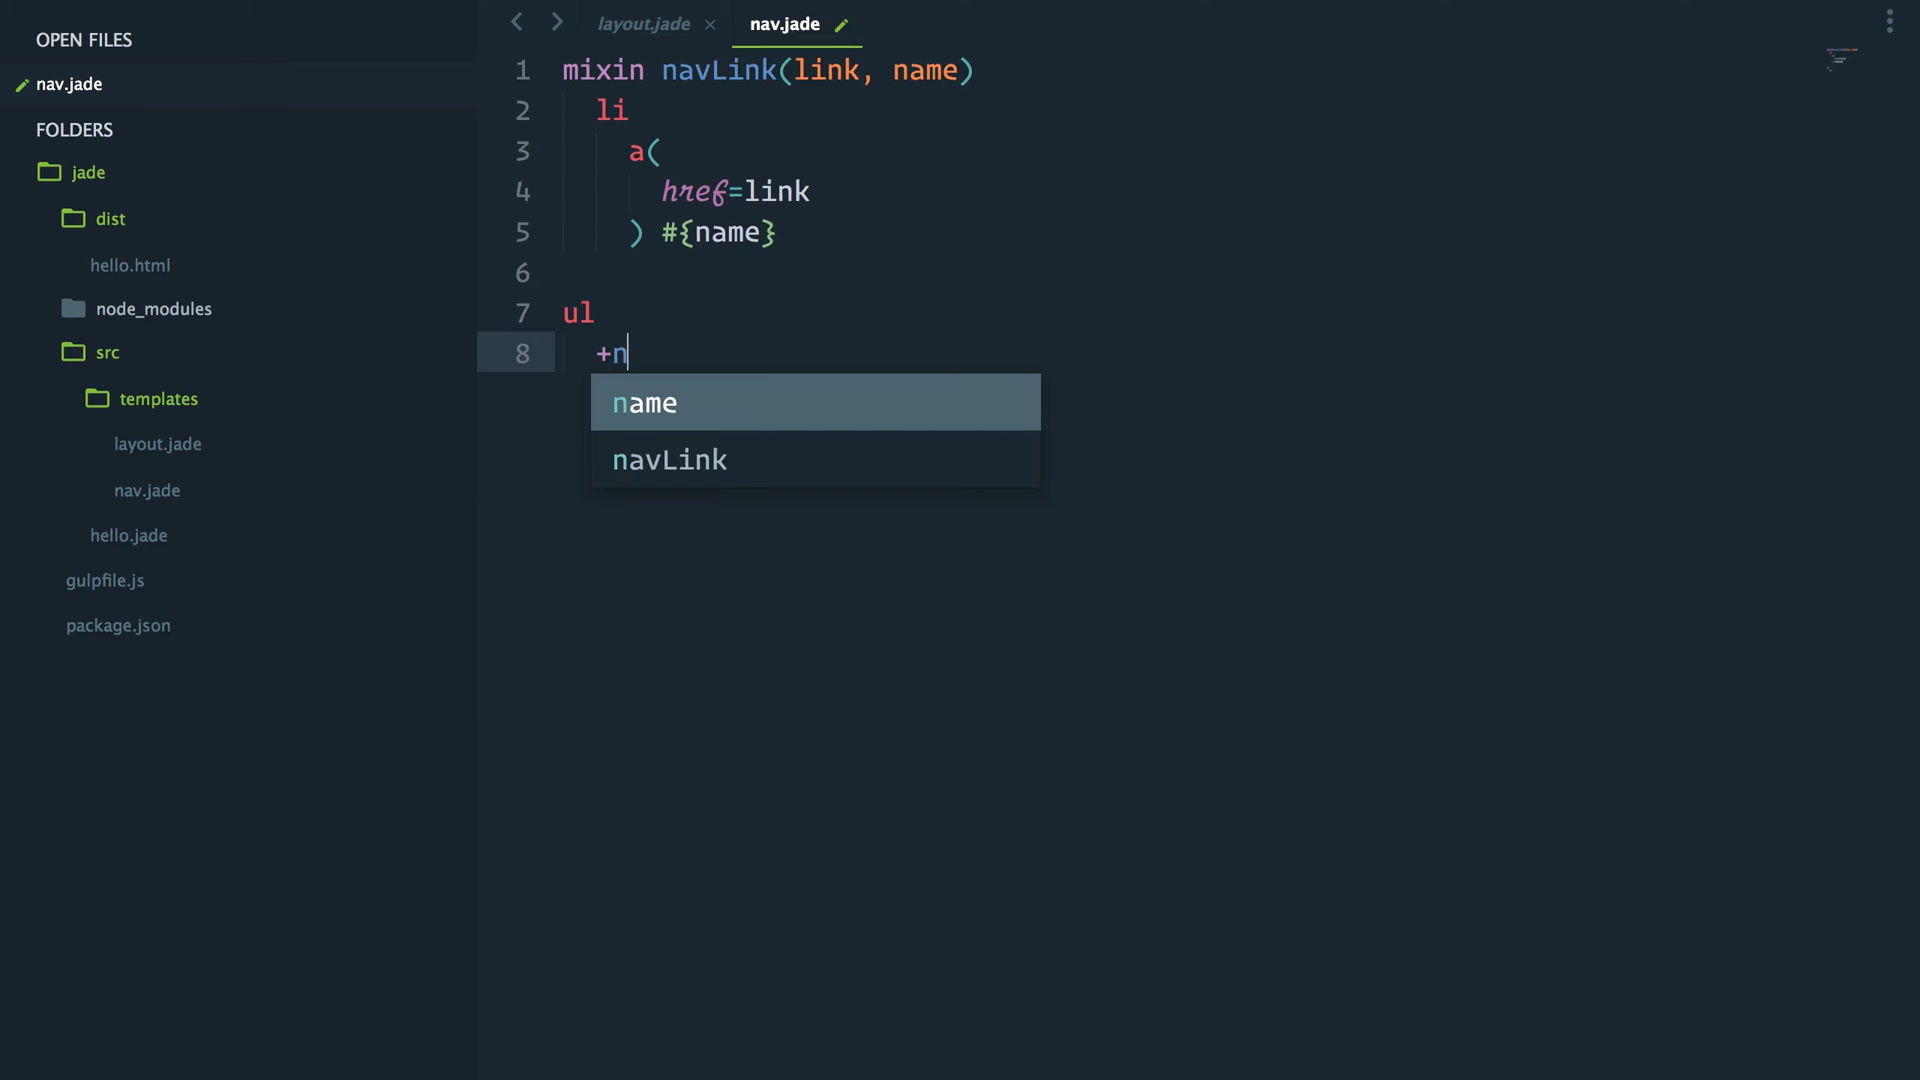 OPEN FILES
nav.jade
FOLDERS
jade
dist
hello.html
node_modules
src
templates
layout.jade
nav.jade
hello.jade
gulpfile.js
package.json
layout.jade
nav.jade
1 mixin navLink(link, name)
2 li
3 a(
4 href=link
5 ) #{name}
6
7 ul
8 +n
name
navLink